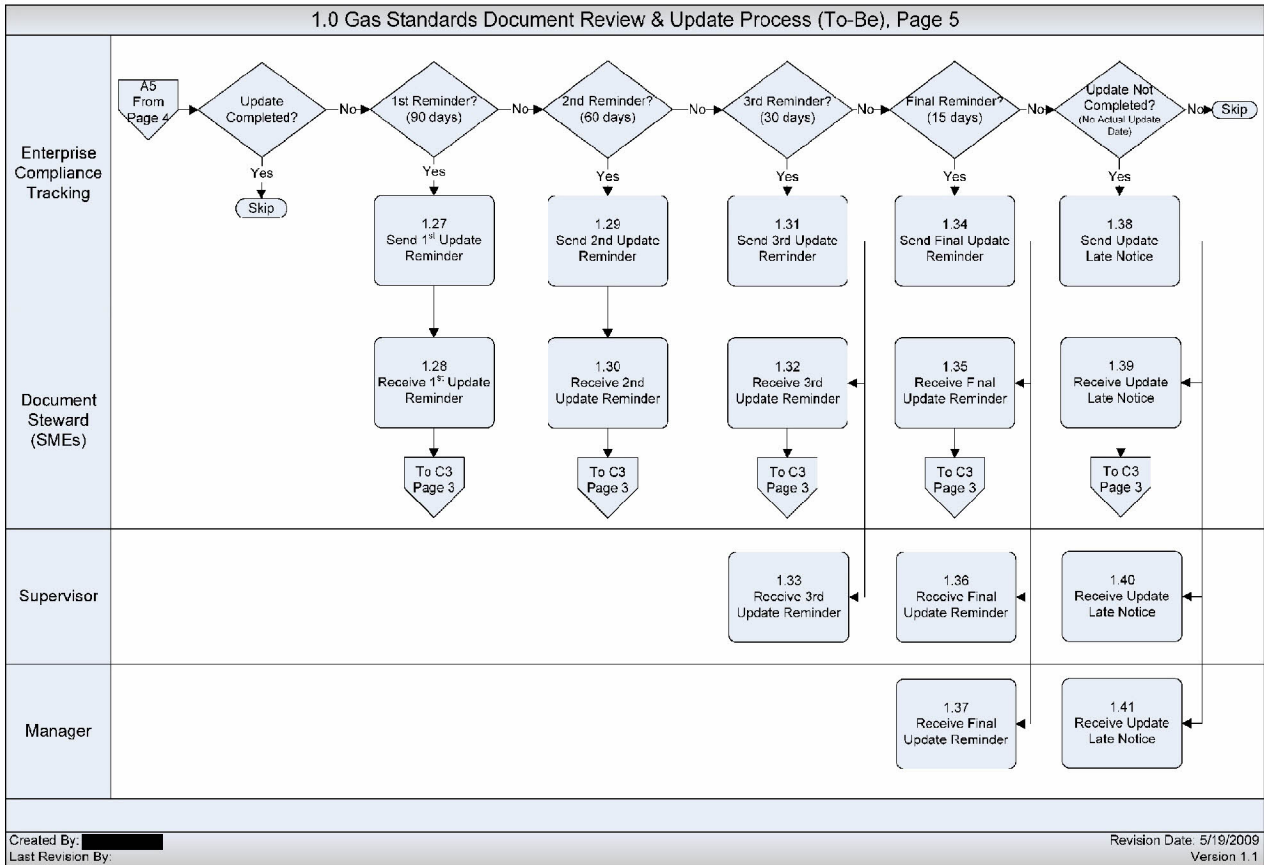 1.0 Gas Standards Document Review & Update Process (To-Be), Page 5
Enterprise
Compliance
Tracking
A5
From
Page 4
Update
Completed?
No
1st Reminder?
(90 days)
No
2nd Reminder?
(60 days)
No
3rd Reminder?
(30 days)
No
Final Reminder?
(15 days)
No
Update Not
Completed?
(No Actual Update
Date)
No
Skip
Yes
Yes
Yes
Yes
Yes
Yes
Skip
1.27
Send 1st Update
Reminder
1.29
Send 2nd Update
Reminder
1.31
Send 3rd Update
Reminder
1.34
Send Final Update
Reminder
1.38
Send Update
Late Notice
Document
Steward
(SMEs)
1.28
Receive 1st Update
Reminder
1.30
Receive 2nd
Update Reminder
1.32
Receive 3rd
Update Reminder
1.35
Receive Final
Update Reminder
1.39
Receive Update
Late Notice
To C3
Page 3
To C3
Page 3
To C3
Page 3
To C3
Page 3
To C3
Page 3
Supervisor
1.33
Receive 3rd
Update Reminder
1.36
Receive Final
Update Reminder
1.40
Receive Update
Late Notice
Manager
1.37
Receive Final
Update Reminder
1.41
Receive Update
Late Notice
Created By:
Last Revision By:
Revision Date: 5/19/2009
Version 1.1